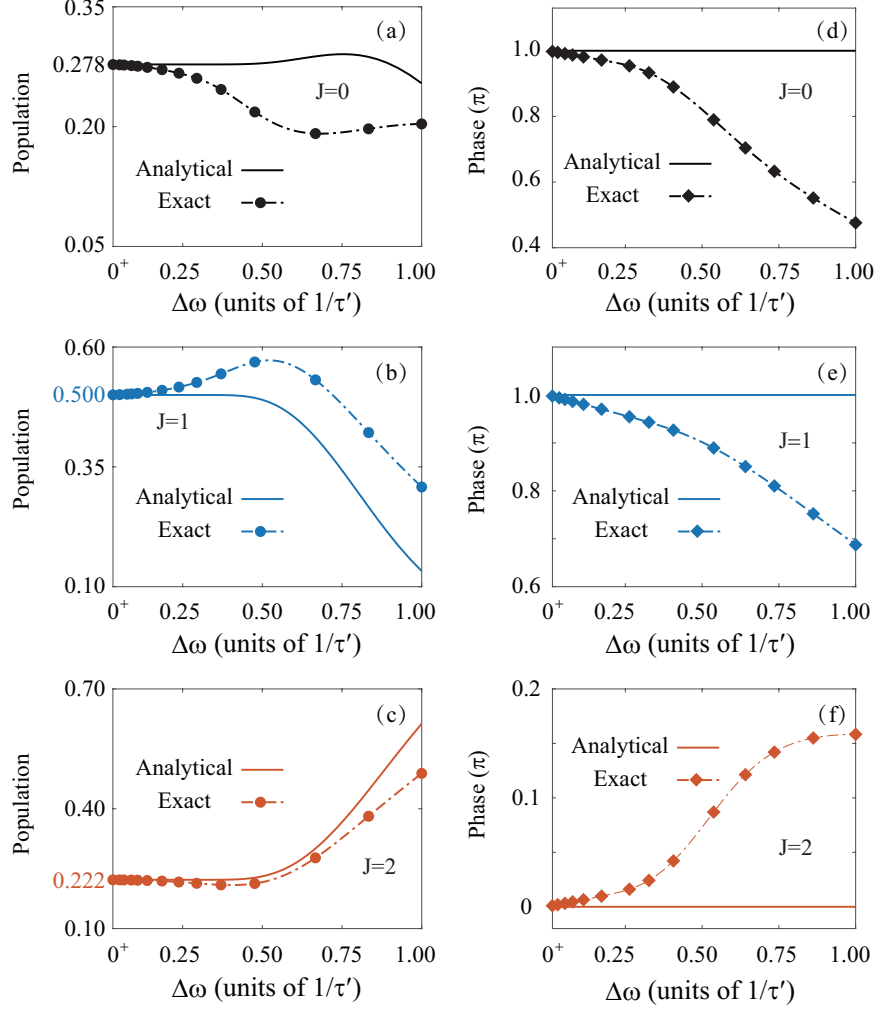 0.35
(a)
0.278
Population
J=0
0.20
Analytical
Exact
0.05
0⁺ 0.25 0.50 0.75 1.00
Δω (units of 1/τ′)
(d)
1.0
Phase (π)
J=0
0.8
Analytical
0.6
Exact
0.4
0⁺ 0.25 0.50 0.75 1.00
Δω (units of 1/τ′)
0.60
(b)
0.500
Population
J=1
0.35
Analytical
Exact
0.10
0⁺ 0.25 0.50 0.75 1.00
Δω (units of 1/τ′)
(e)
1.0
Phase (π)
J=1
0.8
Analytical
Exact
0.6
0⁺ 0.25 0.50 0.75 1.00
Δω (units of 1/τ′)
0.70
(c)
Population
Analytical
Exact
0.40
J=2
0.222
0.10
0⁺ 0.25 0.50 0.75 1.00
Δω (units of 1/τ′)
0.2
(f)
Phase (π)
Analytical
Exact
0.1
J=2
0
0⁺ 0.25 0.50 0.75 1.00
Δω (units of 1/τ′)